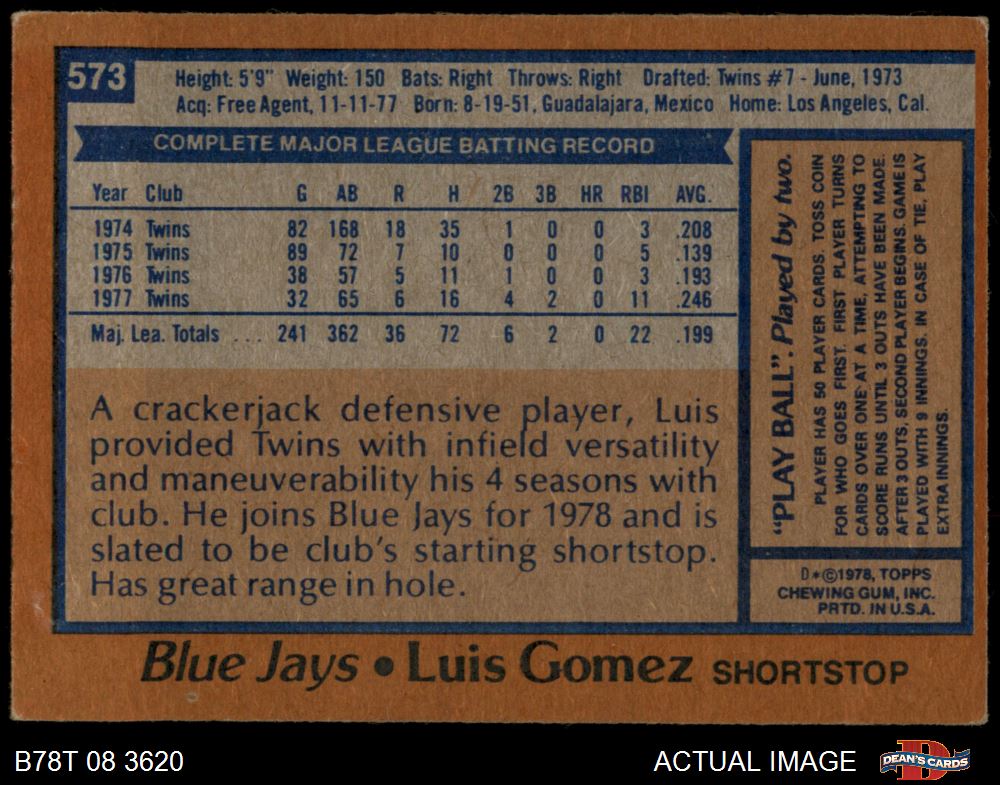 573
Height: 5'9" Weight: 150 Bats: Right Throws: Right Drafted: Twins #7 - June, 1973
Acq: Free Agent, 11-11-77 Born: 8-19-51, Guadalajara, Mexico Home: Los Angeles, Cal.
COMPLETE MAJOR LEAGUE BATTING RECORD
Year Club G AB R H 2B 3B HR RBI AVG.
1974 Twins 82 168 18 35 1 0 0 3 .208
1975 Twins 89 72 7 10 0 0 0 5 .139
1976 Twins 38 57 5 11 1 0 0 3 .193
1977 Twins 32 65 6 16 4 2 0 11 .246
Maj. Lea. Totals ... 241 362 36 72 6 2 0 22 .199
A crackerjack defensive player, Luis
provided Twins with infield versatility
and maneuverability his 4 seasons with
club. He joins Blue Jays for 1978 and is
slated to be club's starting shortstop.
Has great range in hole.
"PLAY BALL". Played by two.
PLAYER HAS 50 PLAYER CARDS. TOSS COIN
FOR WHO GOES FIRST. FIRST PLAYER TURNS
CARDS OVER ONE AT A TIME, ATTEMPTING TO
SCORE RUNS UNTIL 3 OUTS HAVE BEEN MADE.
AFTER 3 OUTS, SECOND PLAYER BEGINS. GAME IS
PLAYED WITH 9 INNINGS. IN CASE OF TIE, PLAY
EXTRA INNINGS.
D*©1978, TOPPS
CHEWING GUM, INC.
PRTD. IN U.S.A.
Blue Jays • Luis Gomez SHORTSTOP
B78T 08 3620
ACTUAL IMAGE
D
DEAN'S CARDS